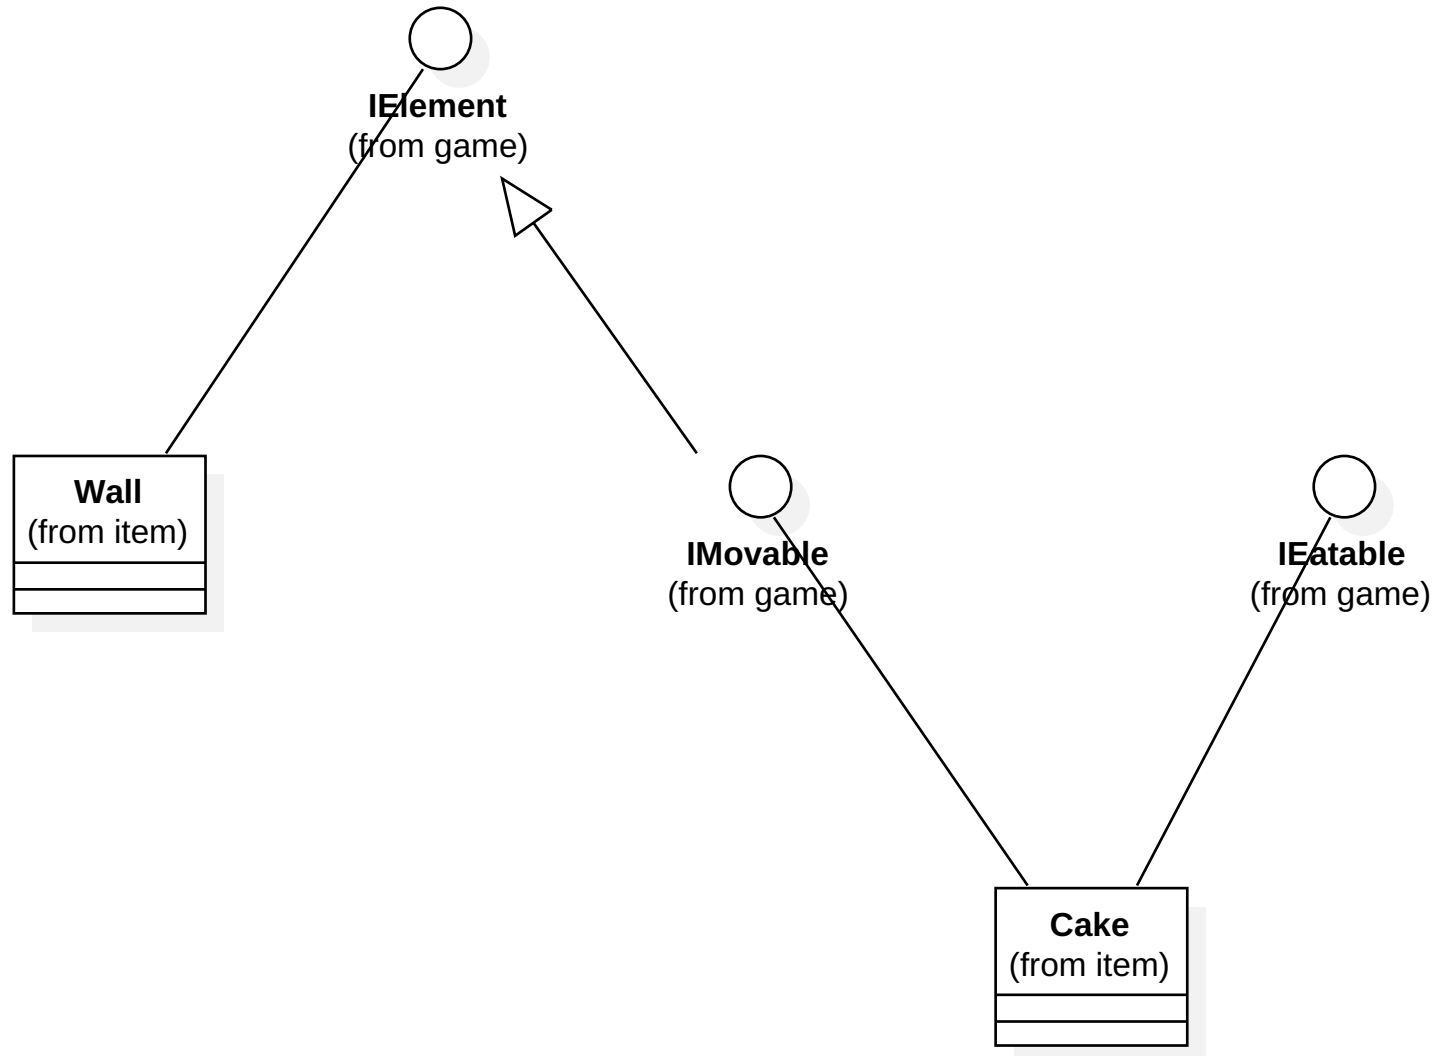 IElement
(from game)
Wall
(from item)
IMovable
(from game)
IEatable
(from game)
Cake
(from item)